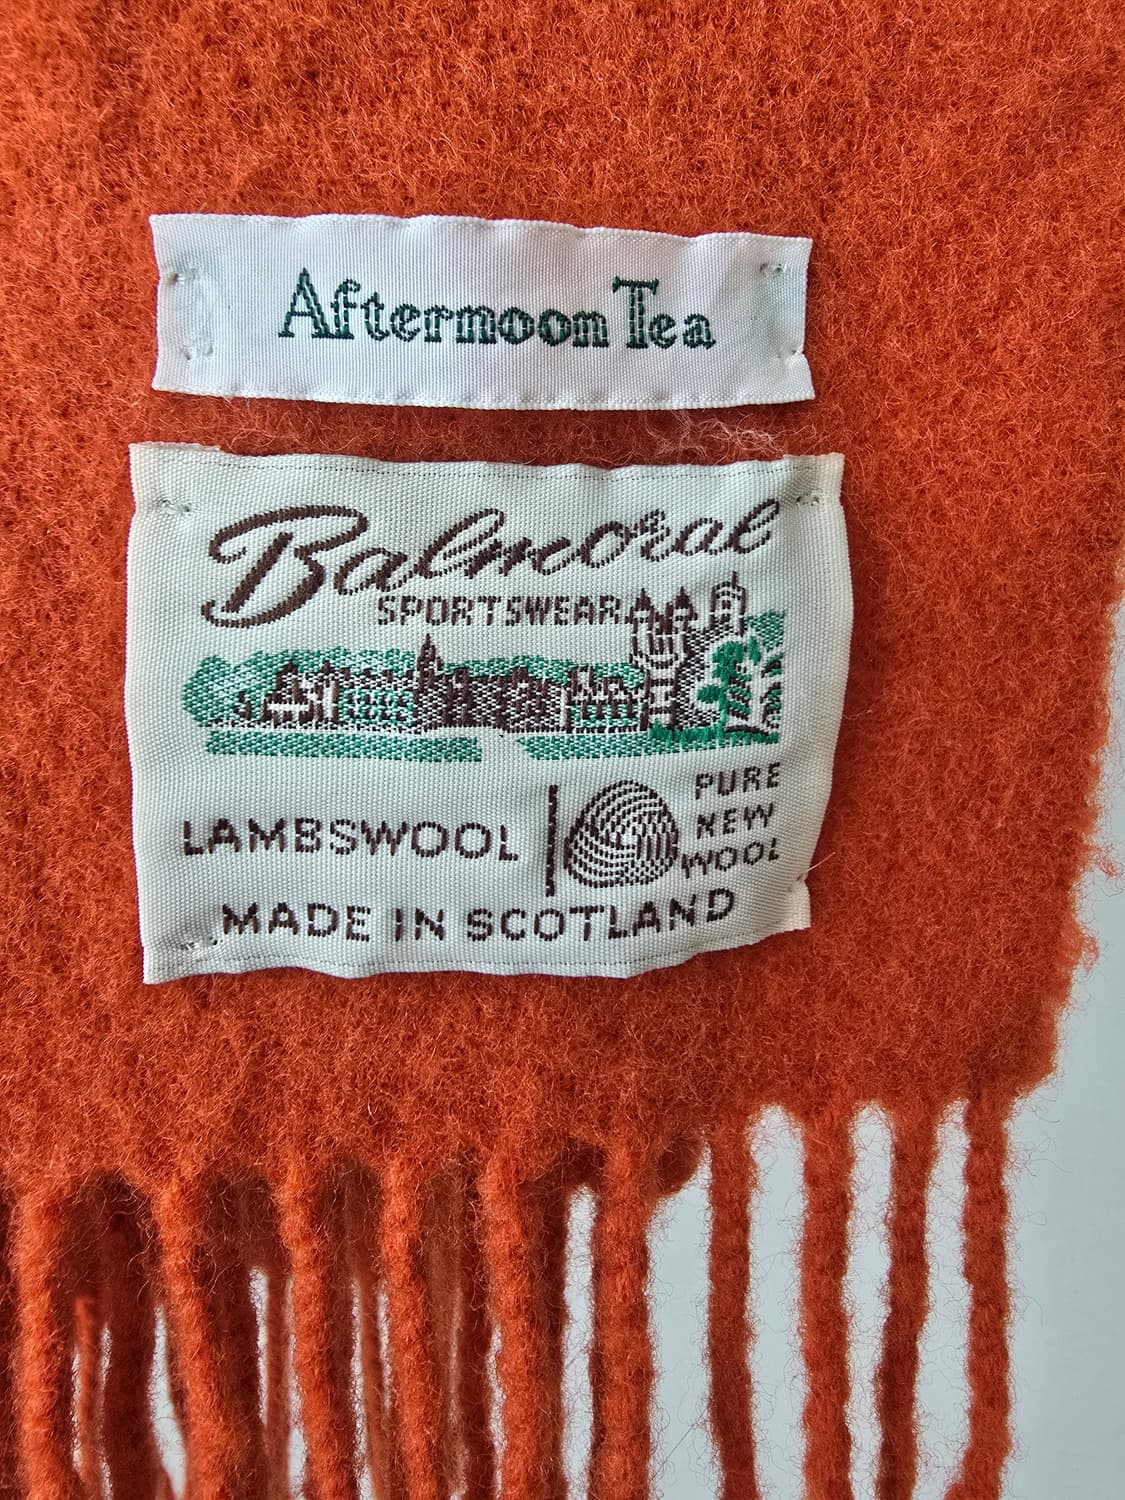 Afternoon Tea
Balmoral
SPORTSWEAR
LAMBSWOOL
PURE
NEW
WOOL
MADE IN SCOTLAND